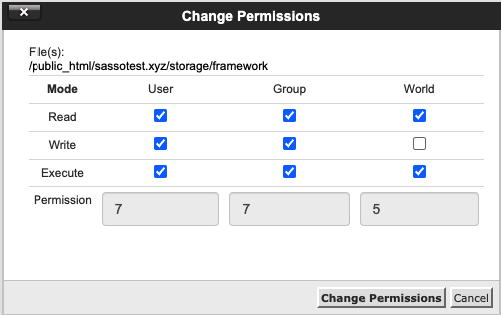 Change Permissions
File(s):
/public_html/sassotest.xyz/storage/framework
Mode User Group World
Read
Write
Execute
Permission 7 7 5
Change Permissions Cancel